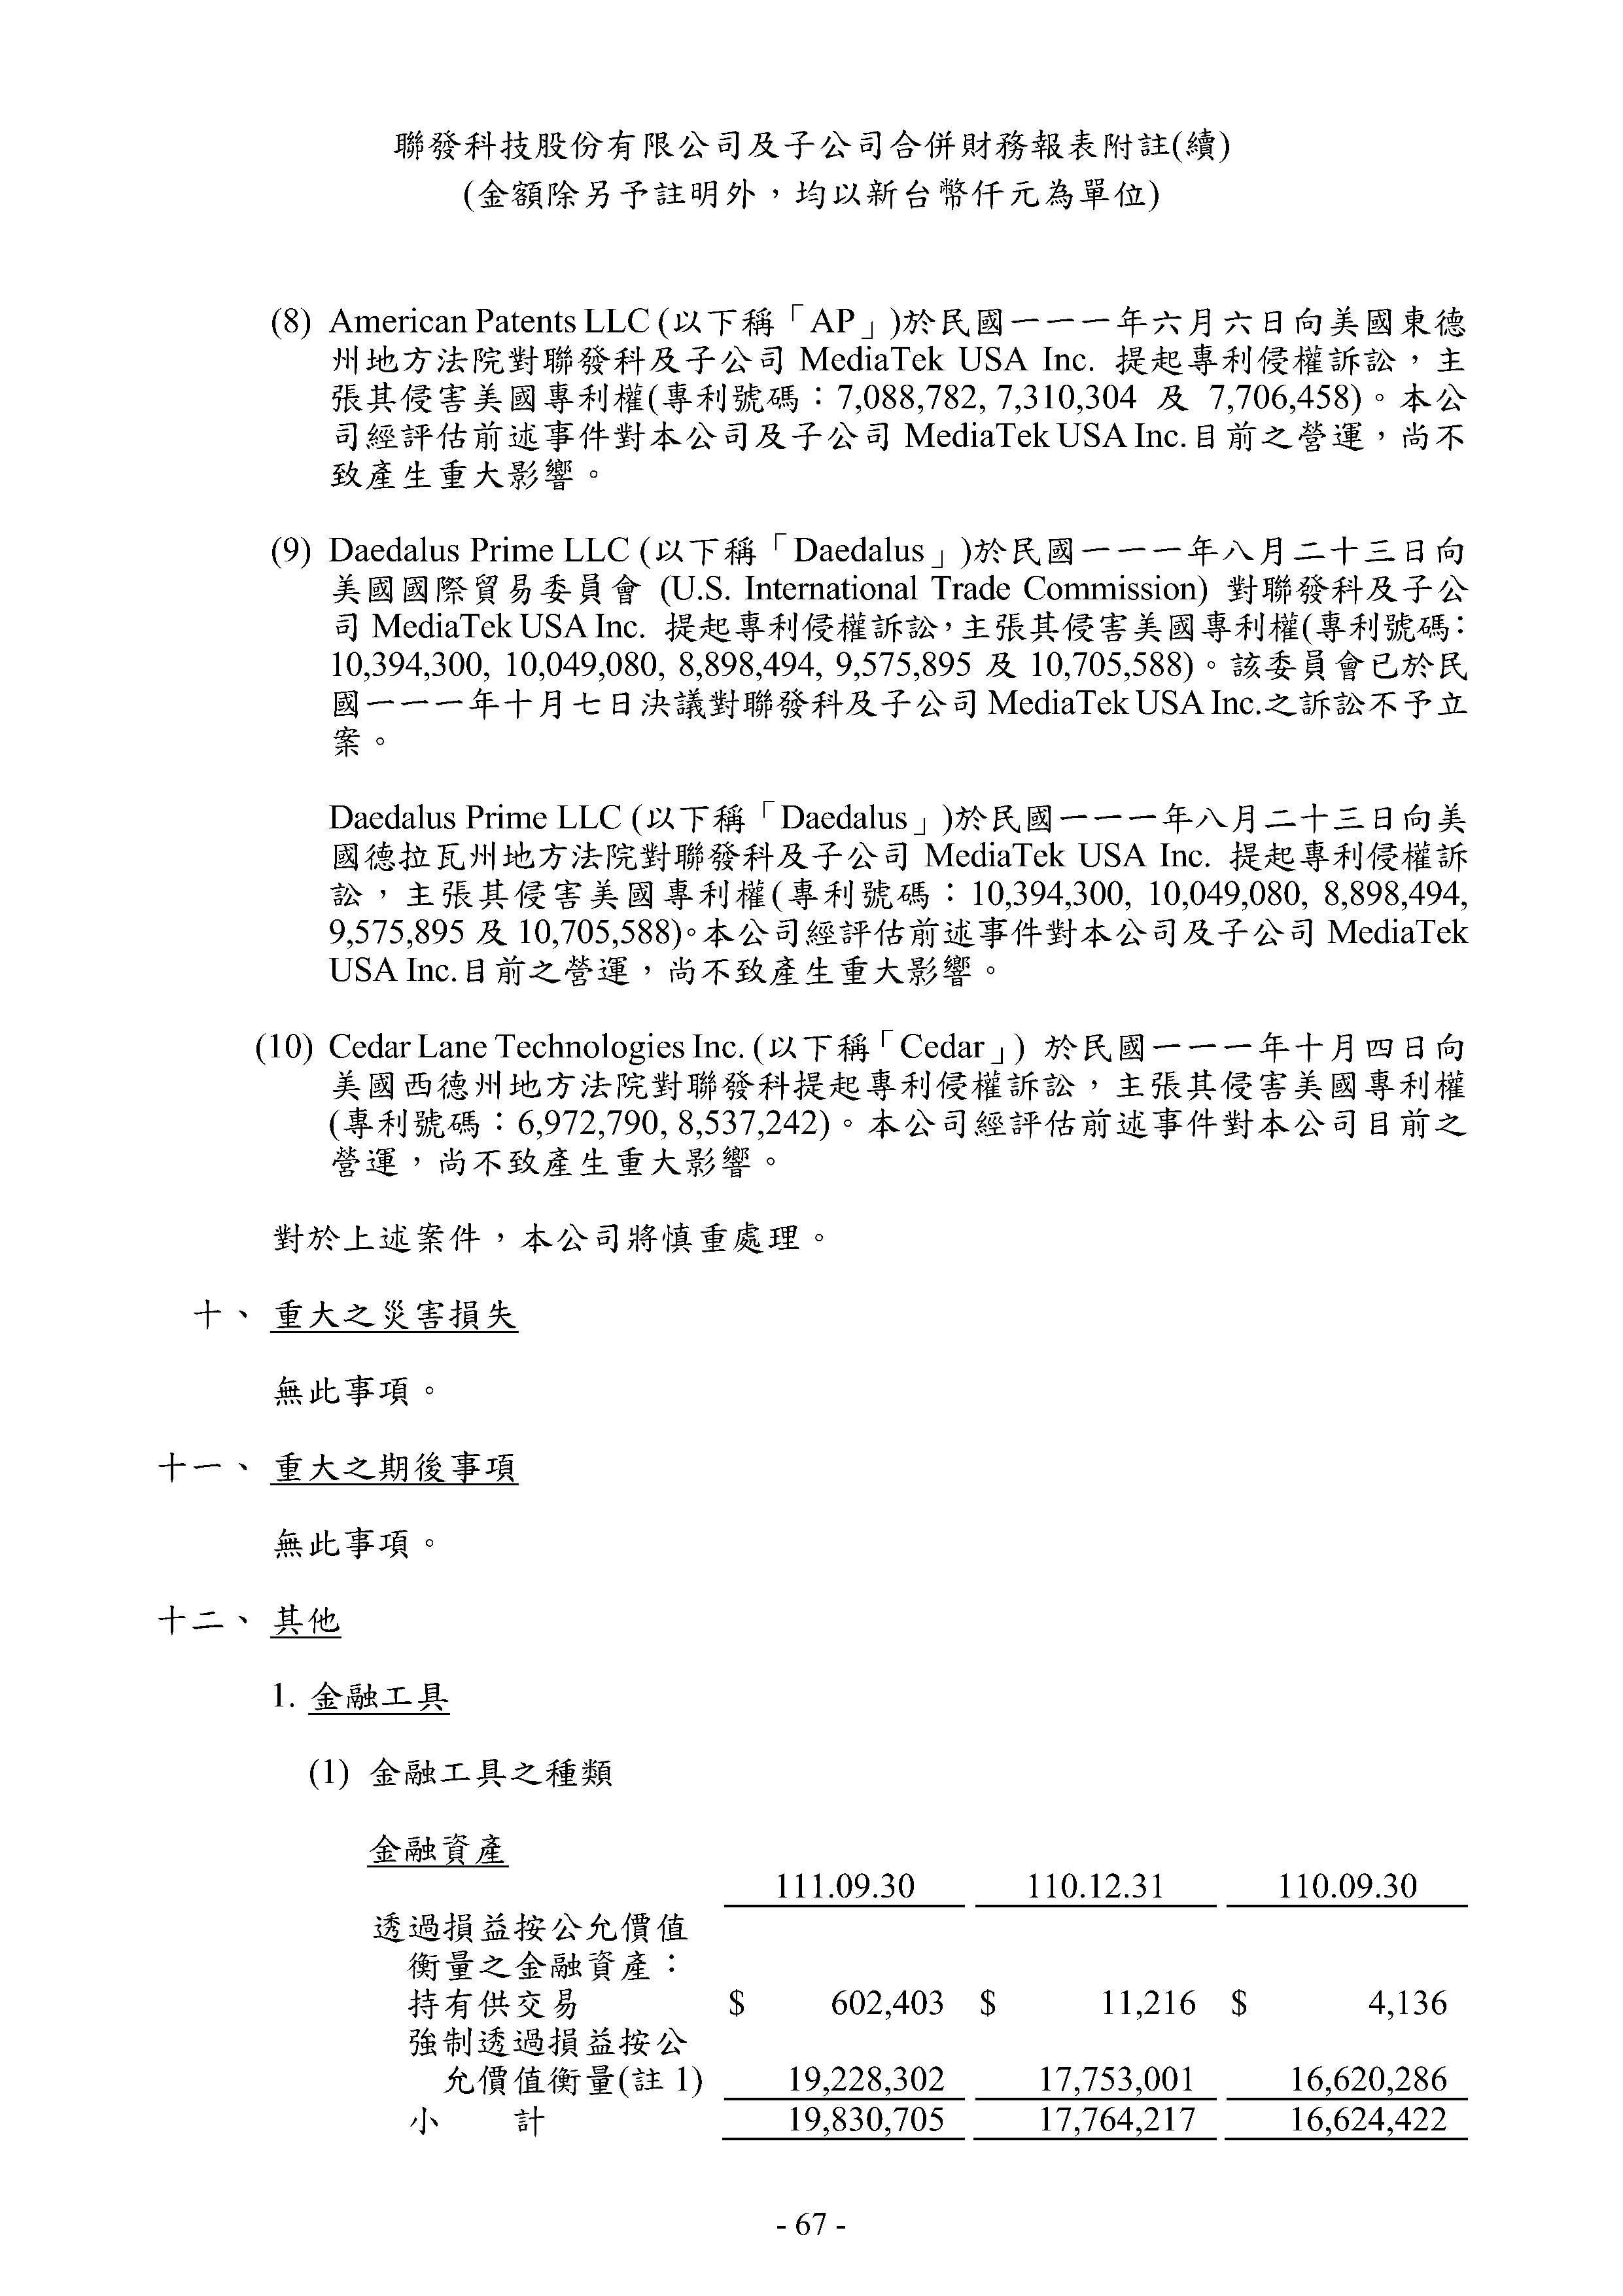 聯發科技股份有限公司及子公司合併財務報表附註(續)
(金額除另予註明外，均以新台幣仟元為單位)
(8) American Patents LLC (以下稱「AP」)於民國一一一年六月六日向美國東德
州地方法院對聯發科及子公司 MediaTek USA Inc. 提起專利侵權訴訟，主
張其侵害美國專利權(專利號碼：7,088,782, 7,310,304 及 7,706,458)。本公
司經評估前述事件對本公司及子公司 MediaTek USA Inc.目前之營運，尚不
致產生重大影響。
(9) Daedalus Prime LLC (以下稱「Daedalus」)於民國一一一年八月二十三日向
美國國際貿易委員會 (U.S. International Trade Commission) 對聯發科及子公
司 MediaTek USA Inc. 提起專利侵權訴訟，主張其侵害美國專利權(專利號碼：
10,394,300, 10,049,080, 8,898,494, 9,575,895 及 10,705,588)。該委員會已於民
國一一一年十月七日決議對聯發科及子公司 MediaTek USA Inc.之訴訟不予立
案。
Daedalus Prime LLC (以下稱「Daedalus」)於民國一一一年八月二十三日向美
國德拉瓦州地方法院對聯發科及子公司 MediaTek USA Inc. 提起專利侵權訴
訟，主張其侵害美國專利權(專利號碼：10,394,300, 10,049,080, 8,898,494,
9,575,895 及 10,705,588)。本公司經評估前述事件對本公司及子公司 MediaTek
USA Inc.目前之營運，尚不致產生重大影響。
(10) Cedar Lane Technologies Inc. (以下稱「Cedar」) 於民國一一一年十月四日向
美國西德州地方法院對聯發科提起專利侵權訴訟，主張其侵害美國專利權
(專利號碼：6,972,790, 8,537,242)。本公司經評估前述事件對本公司目前之
營運，尚不致產生重大影響。
對於上述案件，本公司將慎重處理。
十、 重大之災害損失
無此事項。
十一、 重大之期後事項
無此事項。
十二、 其他
1. 金融工具
(1) 金融工具之種類
金融資產
111.09.30 110.12.31 110.09.30
透過損益按公允價值
衡量之金融資產：
持有供交易 $ 602,403 $ 11,216 $ 4,136
強制透過損益按公
允價值衡量(註 1) 19,228,302 17,753,001 16,620,286
小 計 19,830,705 17,764,217 16,624,422
- 67 -